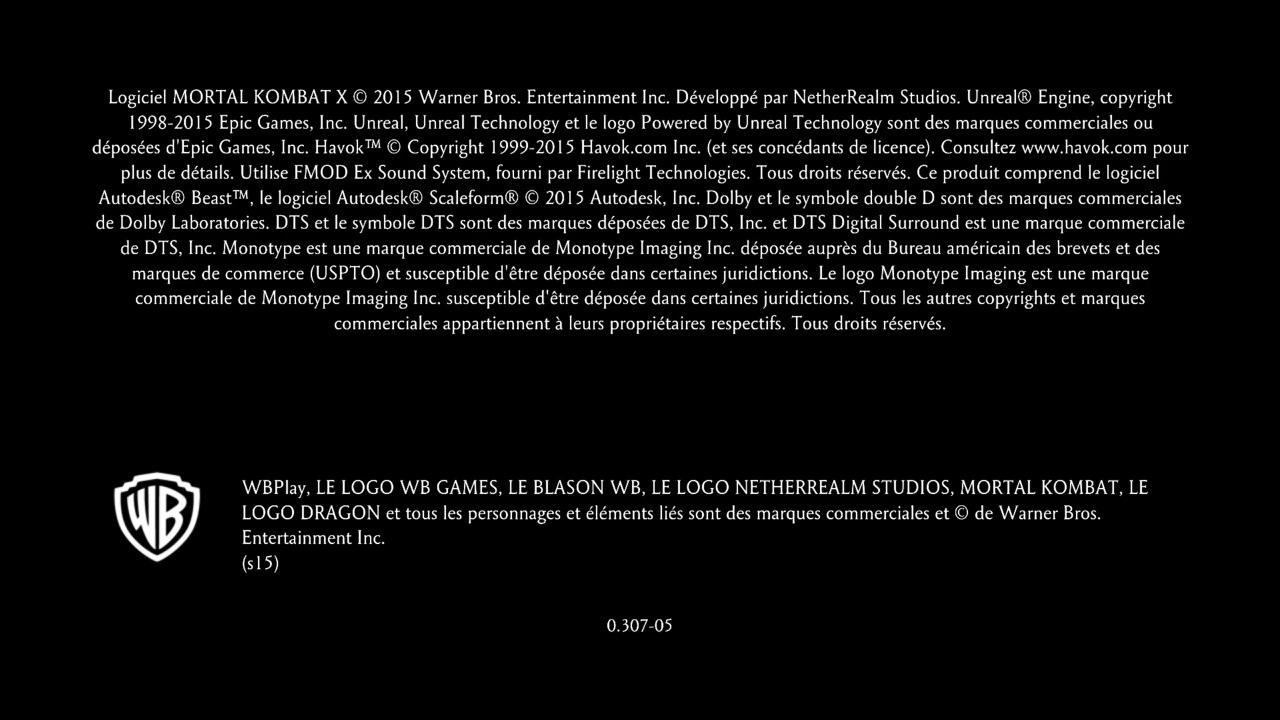 Logiciel MORTAL KOMBAT X © 2015 Warner Bros. Entertainment Inc. Développé par NetherRealm Studios. Unreal® Engine, copyright
1998-2015 Epic Games, Inc. Unreal, Unreal Technology et le logo Powered by Unreal Technology sont des marques commerciales ou
déposées d'Epic Games, Inc. Havok™ © Copyright 1999-2015 Havok.com Inc. (et ses concédants de licence). Consultez www.havok.com pour
plus de détails. Utilise FMOD Ex Sound System, fourni par Firelight Technologies. Tous droits réservés. Ce produit comprend le logiciel
Autodesk® Beast™, le logiciel Autodesk® Scaleform® © 2015 Autodesk, Inc. Dolby et le symbole double D sont des marques commerciales
de Dolby Laboratories. DTS et le symbole DTS sont des marques déposées de DTS, Inc. et DTS Digital Surround est une marque commerciale
de DTS, Inc. Monotype est une marque commerciale de Monotype Imaging Inc. déposée auprès du Bureau américain des brevets et des
marques de commerce (USPTO) et susceptible d'être déposée dans certaines juridictions. Le logo Monotype Imaging est une marque
commerciale de Monotype Imaging Inc. susceptible d'être déposée dans certaines juridictions. Tous les autres copyrights et marques
commerciales appartiennent à leurs propriétaires respectifs. Tous droits réservés.
WB
WBPlay, LE LOGO WB GAMES, LE BLASON WB, LE LOGO NETHERREALM STUDIOS, MORTAL KOMBAT, LE
LOGO DRAGON et tous les personnages et éléments liés sont des marques commerciales et © de Warner Bros.
Entertainment Inc.
(s15)
0.307-05